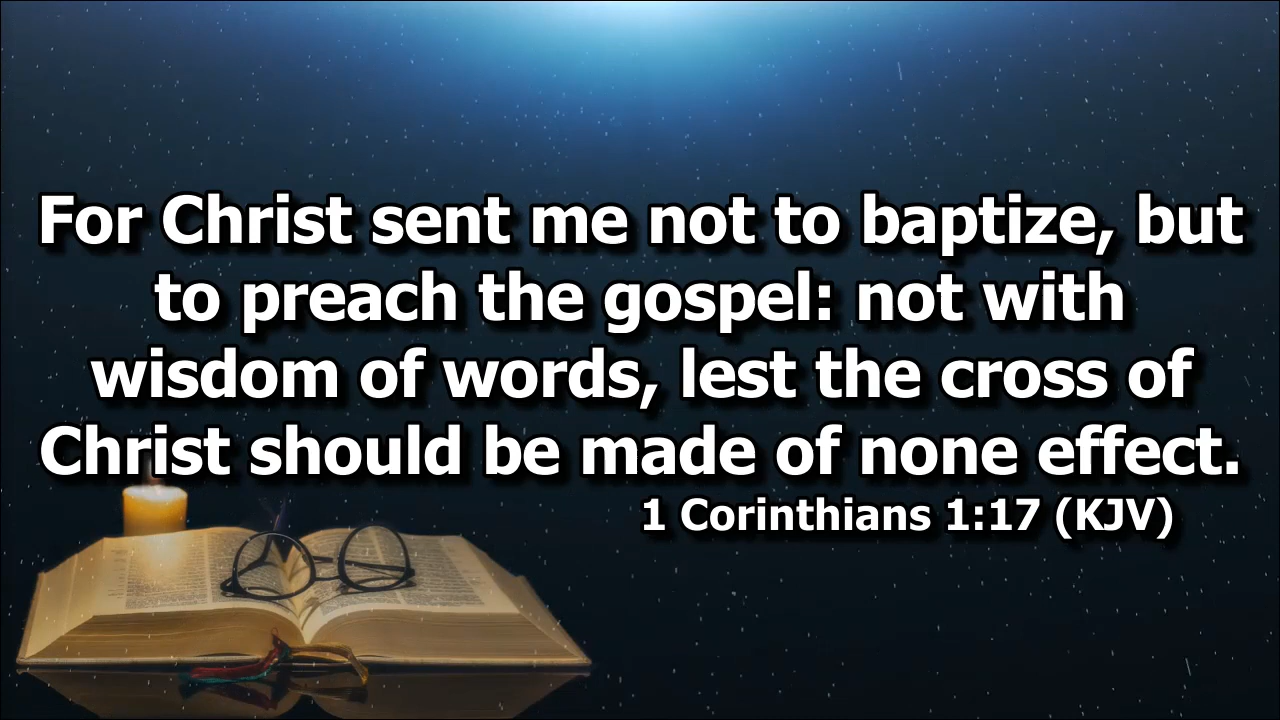 For Christ sent me not to baptize, but
to preach the gospel: not with
wisdom of words, lest the cross of
Christ should be made of none effect.
1 Corinthians 1:17 (KJV)